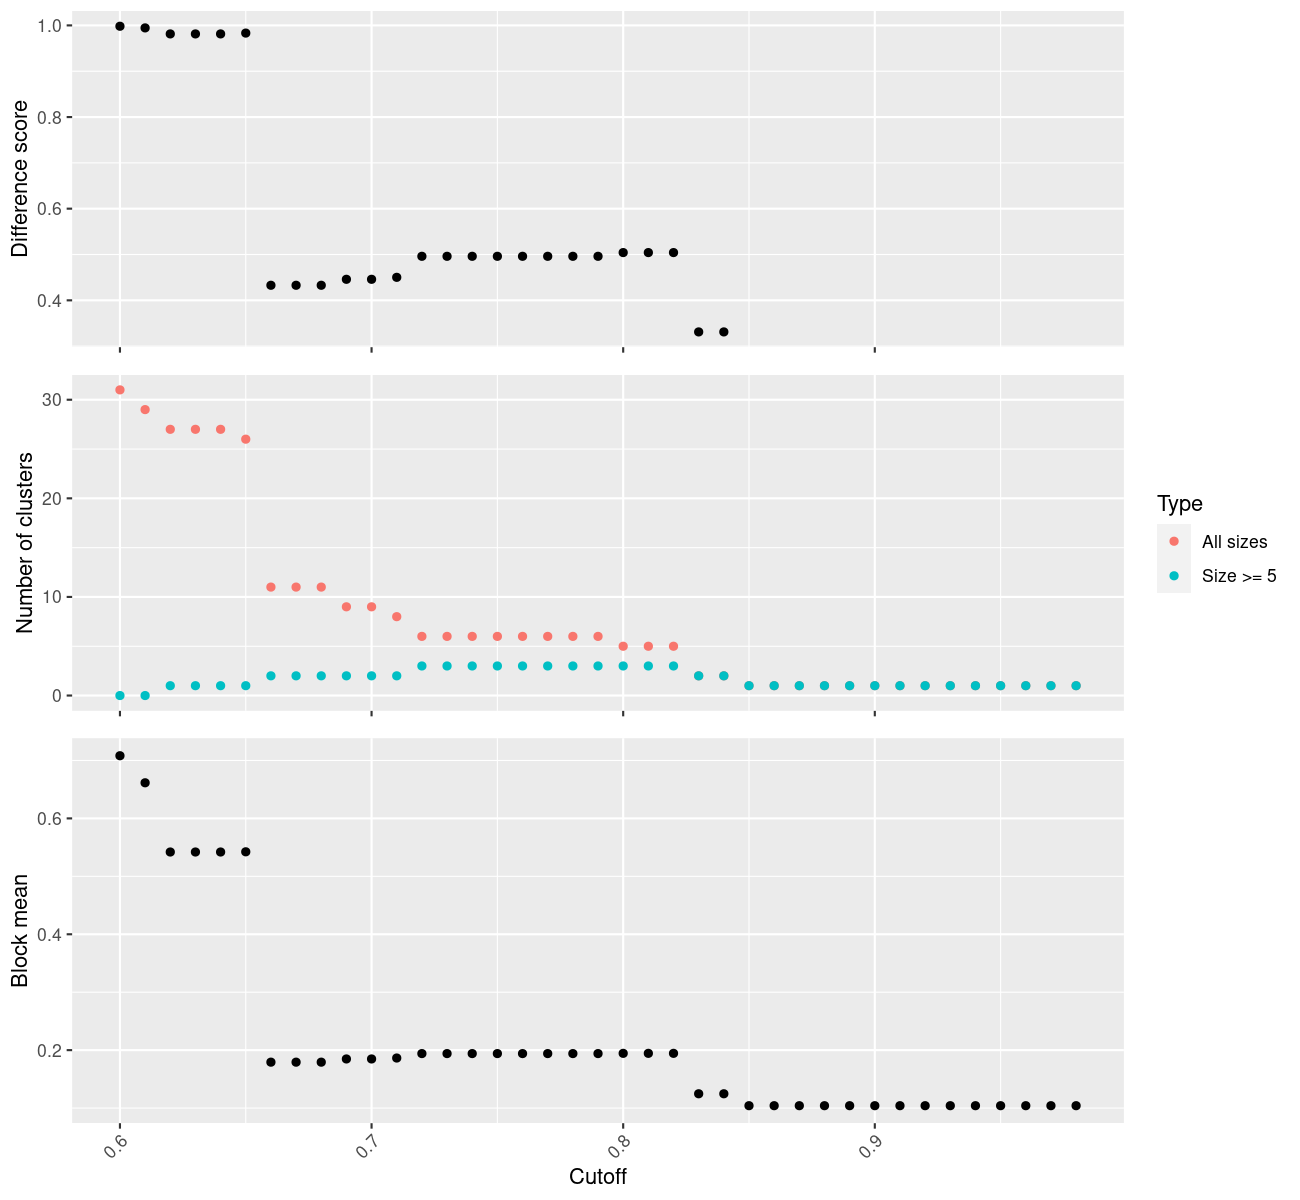 1.0
0.8
0.6
0.4
Difference score
30
20
10
0
Number of clusters
Type
All sizes
Size >= 5
0.6
0.4
0.2
Block mean
0.6
0.7
0.8
0.9
Cutoff